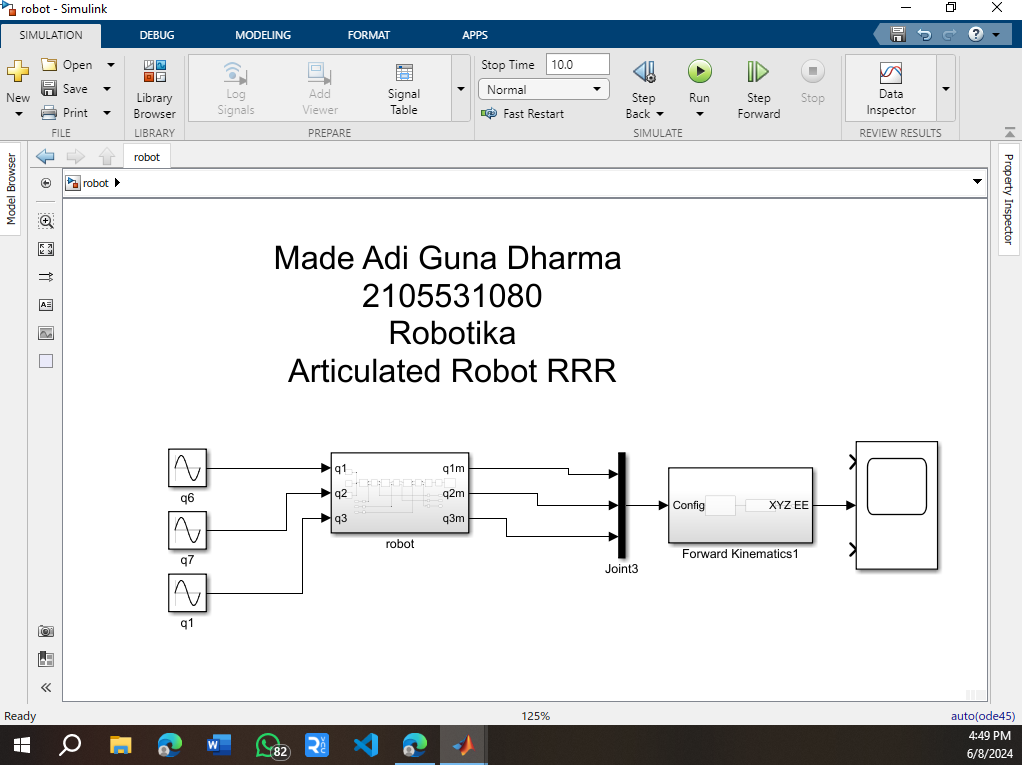 robot - Simulink
SIMULATION DEBUG MODELING FORMAT APPS
New
Open
Save
Print
FILE
Library Browser
LIBRARY
Log Signals
Add Viewer
Signal Table
PREPARE
Stop Time 10.0
Normal
Fast Restart
Step Back
Run
Step Forward
Stop
SIMULATE
Data Inspector
REVIEW RESULTS
Model Browser
robot
robot
Property Inspector
Made Adi Guna Dharma
2105531080
Robotika
Articulated Robot RRR
q6
q7
q1
q1 q1m
q2 q2m
q3 q3m
robot
Joint3
Config XYZ EE
Forward Kinematics1
Ready 125% auto(ode45)
82
4:49 PM
6/8/2024